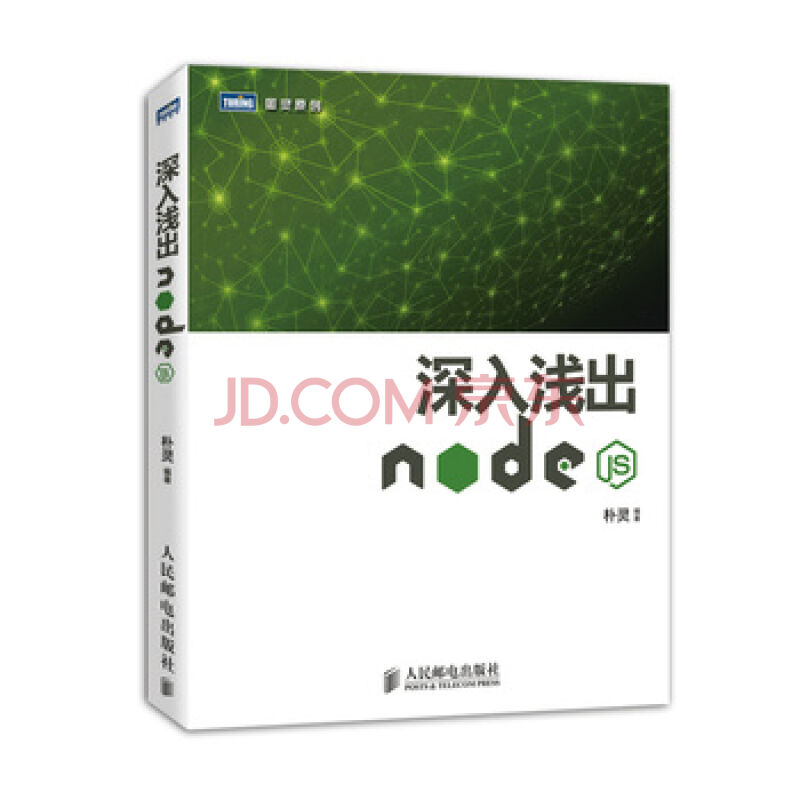 TURING
图灵原创
深入浅出
node
JS
朴灵 编著
人民邮电出版社
POSTS & TELECOM PRESS
深入浅出
node
JS
朴灵 编著
人民邮电出版社
JD.COM 京东